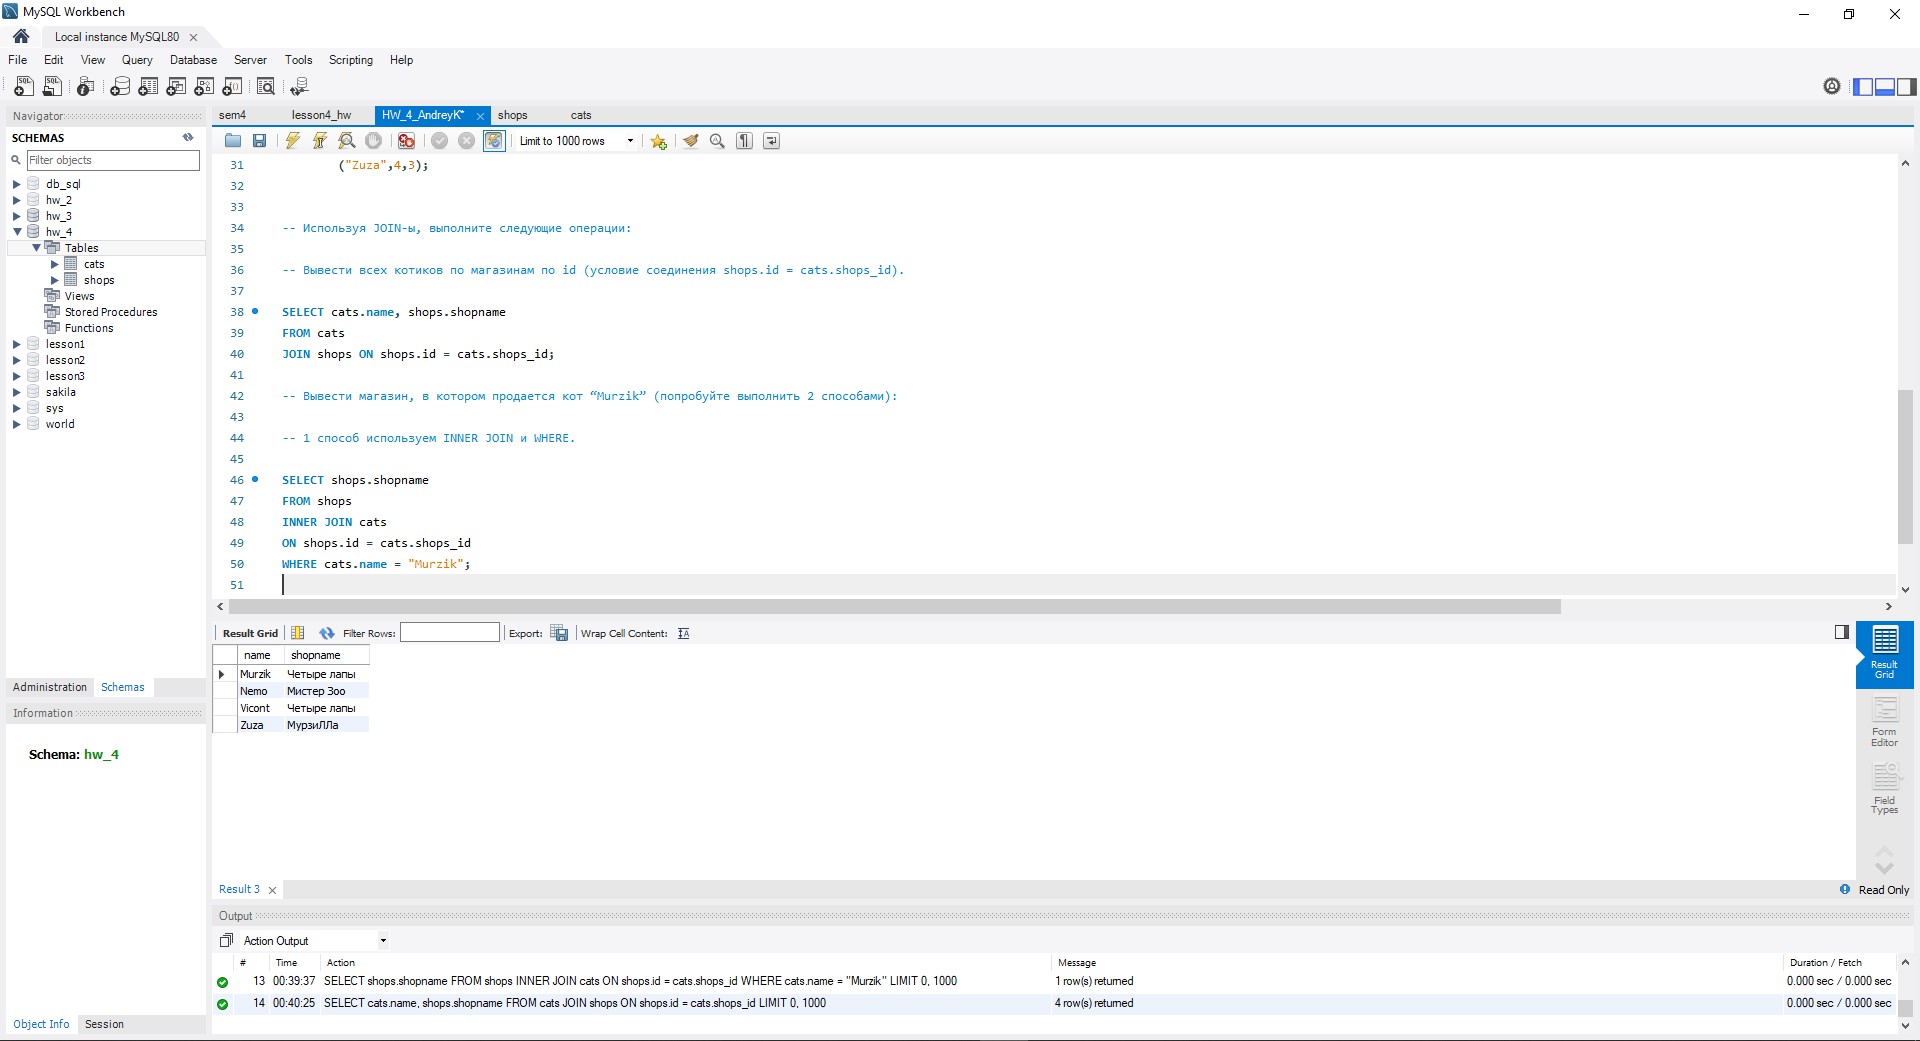 MySQL Workbench
Local instance MySQL80
File Edit View Query Database Server Tools Scripting Help
Navigator
SCHEMAS
Filter objects
db_sql
hw_2
hw_3
hw_4
Tables
cats
shops
Views
Stored Procedures
Functions
lesson1
lesson2
lesson3
sakila
sys
world
Administration Schemas
Information
Schema: hw_4
Object Info Session
sem4 lesson4_hw HW_4_AndreyK* shops cats
Limit to 1000 rows
31 ("Zuza",4,3);
32
33
34 -- Используя JOIN-ы, выполните следующие операции:
35
36 -- Вывести всех котиков по магазинам по id (условие соединения shops.id = cats.shops_id).
37
38 SELECT cats.name, shops.shopname
39 FROM cats
40 JOIN shops ON shops.id = cats.shops_id;
41
42 -- Вывести магазин, в котором продается кот “Murzik” (попробуйте выполнить 2 способами):
43
44 -- 1 способ используем INNER JOIN и WHERE.
45
46 SELECT shops.shopname
47 FROM shops
48 INNER JOIN cats
49 ON shops.id = cats.shops_id
50 WHERE cats.name = "Murzik";
51
Result Grid Filter Rows: Export: Wrap Cell Content:
name shopname
Murzik Четыре лапы
Nemo Мистер Зоо
Vicont Четыре лапы
Zuza МурзиЛЛа
Result Grid
Form Editor
Field Types
Result 3
Read Only
Output
Action Output
# Time Action Message Duration / Fetch
13 00:39:37 SELECT shops.shopname FROM shops INNER JOIN cats ON shops.id = cats.shops_id WHERE cats.name = "Murzik" LIMIT 0, 1000 1 row(s) returned 0.000 sec / 0.000 sec
14 00:40:25 SELECT cats.name, shops.shopname FROM cats JOIN shops ON shops.id = cats.shops_id LIMIT 0, 1000 4 row(s) returned 0.000 sec / 0.000 sec